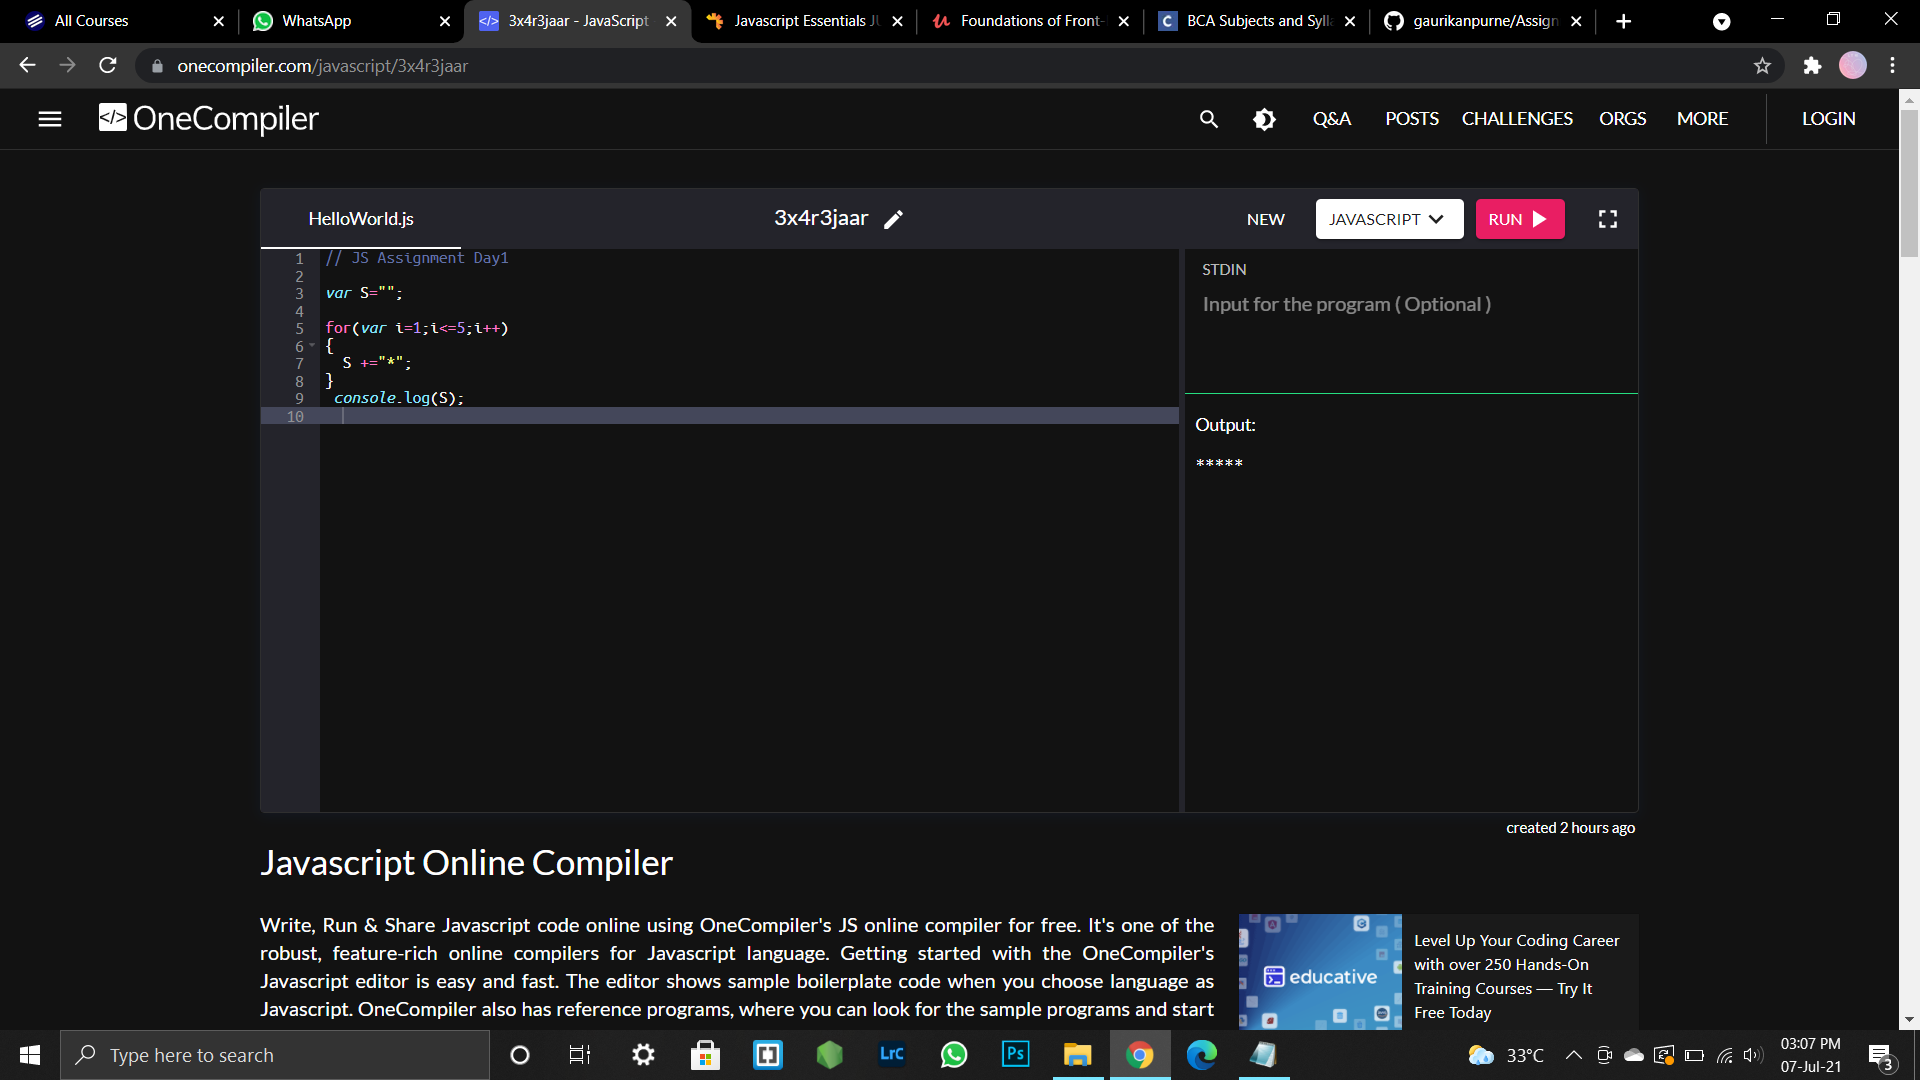 All Courses
WhatsApp
3x4r3jaar - JavaScript
Javascript Essentials
Foundations of Front-
BCA Subjects and Sylla
gaurikanpurne/Assign
onecompiler.com/javascript/3x4r3jaar
</> OneCompiler
Q&A
POSTS
CHALLENGES
ORGS
MORE
LOGIN
HelloWorld.js
3x4r3jaar
NEW
JAVASCRIPT
RUN
1 // JS Assignment Day1
2
3 var S="";
4
5 for(var i=1;i<=5;i++)
6 {
7 S +="*";
8 }
9 console.log(S);
10
STDIN
Input for the program ( Optional )
Output:
*****
created 2 hours ago
Javascript Online Compiler
Write, Run & Share Javascript code online using OneCompiler's JS online compiler for free. It's one of the
robust, feature-rich online compilers for Javascript language. Getting started with the OneCompiler's
Javascript editor is easy and fast. The editor shows sample boilerplate code when you choose language as
Javascript. OneCompiler also has reference programs, where you can look for the sample programs and start
educative
Level Up Your Coding Career
with over 250 Hands-On
Training Courses — Try It
Free Today
Type here to search
Lrc
Ps
33°C
03:07 PM
07-Jul-21
3